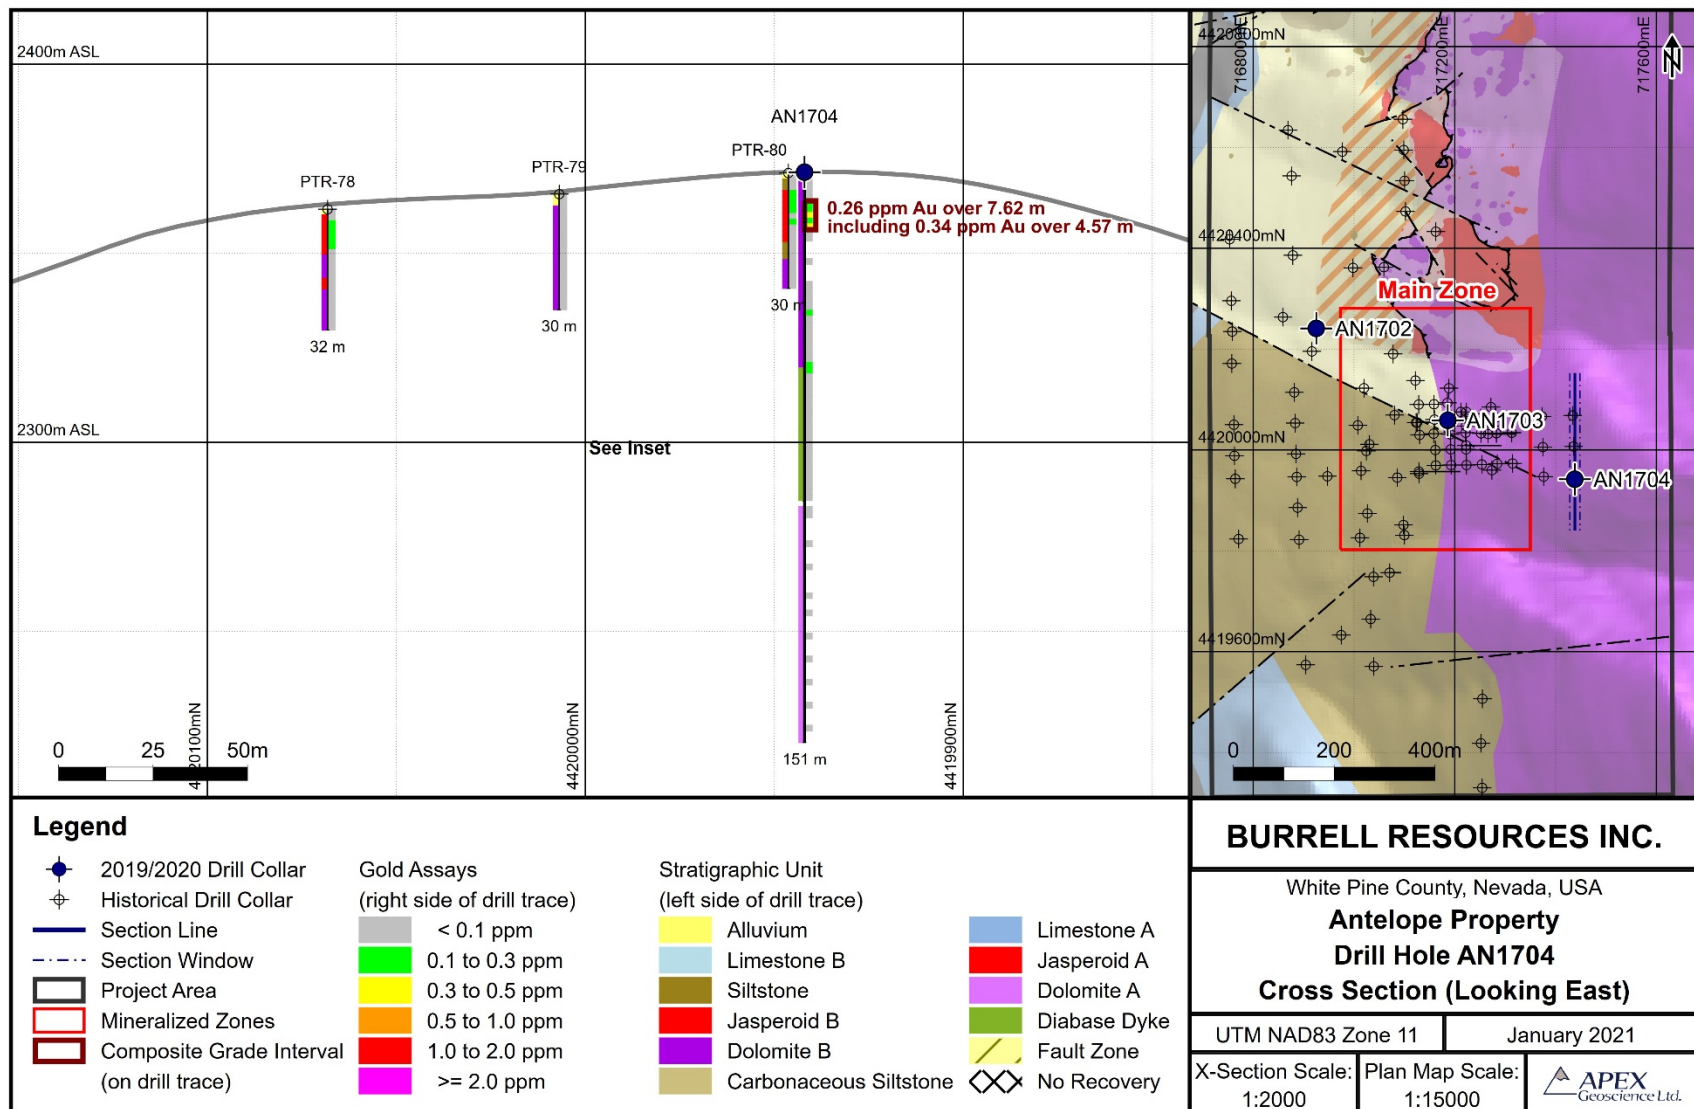 2400m ASL
AN1704
PTR-80
PTR-79
PTR-78
0.26 ppm Au over 7.62 m
including 0.34 ppm Au over 4.57 m
30 m
30 m
32 m
2300m ASL
See Inset
4420100mN
4420000mN
4419900mN
0 25 50m
151 m
4420800mN
716800mE
717200mE
717600mE
N
4420400mN
Main Zone
AN1702
AN1703
4420000mN
AN1704
4419600mN
0 200 400m
Legend
2019/2020 Drill Collar
Historical Drill Collar
Section Line
Section Window
Project Area
Mineralized Zones
Composite Grade Interval
(on drill trace)
Gold Assays
(right side of drill trace)
< 0.1 ppm
0.1 to 0.3 ppm
0.3 to 0.5 ppm
0.5 to 1.0 ppm
1.0 to 2.0 ppm
>= 2.0 ppm
Stratigraphic Unit
(left side of drill trace)
Alluvium
Limestone B
Siltstone
Jasperoid B
Dolomite B
Carbonaceous Siltstone
Limestone A
Jasperoid A
Dolomite A
Diabase Dyke
Fault Zone
No Recovery
BURRELL RESOURCES INC.
White Pine County, Nevada, USA
Antelope Property
Drill Hole AN1704
Cross Section (Looking East)
UTM NAD83 Zone 11
January 2021
X-Section Scale:
1:2000
Plan Map Scale:
1:15000
APEX
Geoscience Ltd.